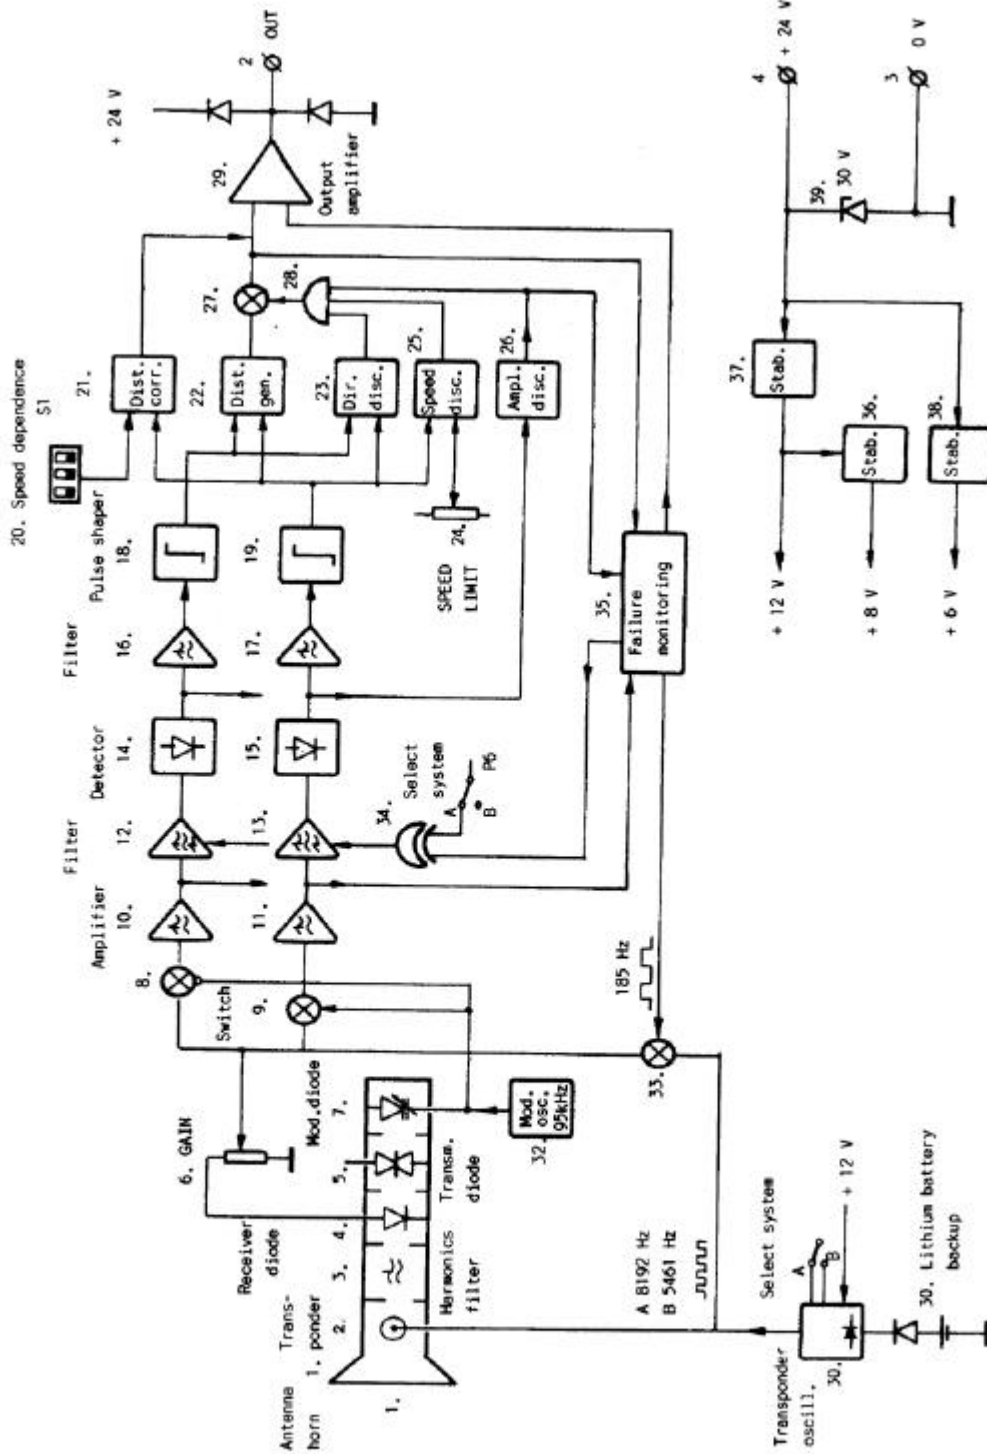 20. Speed dependence
S1
Antenna horn
1.
Trans-ponder
1.
2.
3.
Harmonics filter
4.
Receiver diode
5.
Transm. diode
6. GAIN
7.
Mod.diode
8.
Switch
9.
Amplifier
10.
11.
Filter
12.
13.
Detector
14.
15.
Filter
16.
17.
Pulse shaper
18.
19.
21.
Dist. corr.
22.
Dist. gen.
23.
Dir. disc.
24.
SPEED LIMIT
25.
Speed disc.
26.
Ampl. disc.
27.
28.
29.
Output amplifier
+ 24 V
2
OUT
Mod. osc. 95kHz
32.
33.
185 Hz
34.
Select system
A
B
P6
35.
Failure monitoring
A 8192 Hz
B 5461 Hz
Select system
A
B
+ 12 V
Transponder oscill.
30.
30. Lithium battery backup
+ 12 V
+ 8 V
+ 6 V
37.
Stab.
36.
Stab.
38.
Stab.
39.
30 V
4
+ 24 V
3
0 V